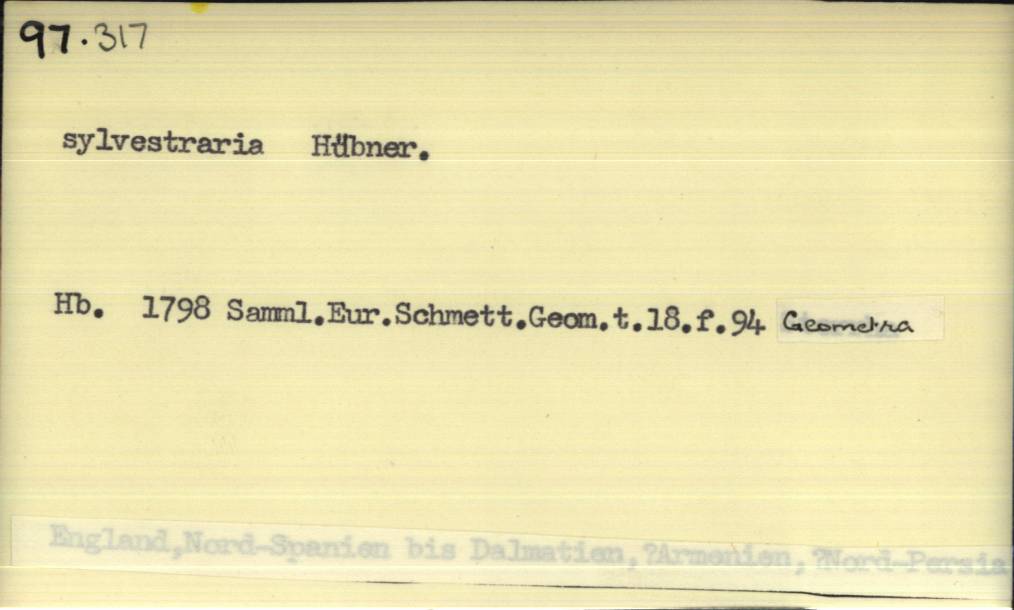 97.317
sylvestraria Hübner.
Hb. 1798 Samml.Eur.Schmett.Geom.t.18.f.94 Geometra
England,Nord-Spanien bis Dalmatien,?Armenien,?Nord-Persia